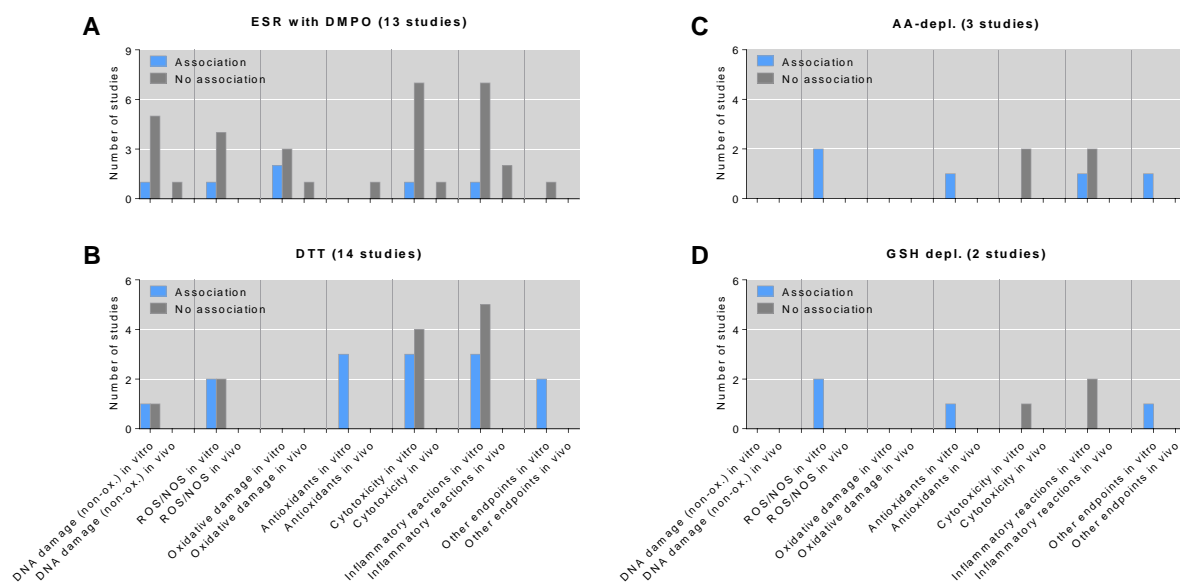 A
ESR with DMPO (13 studies)
Number of studies
9
6
3
0
Association
No association
B
DTT (14 studies)
Number of studies
6
4
2
0
Association
No association
DNA damage (non-ox.) in vitro
DNA damage (non-ox.) in vivo
ROS/NOS in vitro
ROS/NOS in vivo
Oxidative damage in vitro
Oxidative damage in vivo
Antioxidants in vitro
Antioxidants in vivo
Cytotoxicity in vitro
Cytotoxicity in vivo
Inflammatory reactions in vitro
Inflammatory reactions in vivo
Other endpoints in vitro
Other endpoints in vivo
C
AA-depl. (3 studies)
Number of studies
6
4
2
0
Association
No association
D
GSH depl. (2 studies)
Number of studies
6
4
2
0
Association
No association
DNA damage (non-ox.) in vitro
DNA damage (non-ox.) in vivo
ROS/NOS in vitro
ROS/NOS in vivo
Oxidative damage in vitro
Oxidative damage in vivo
Antioxidants in vitro
Antioxidants in vivo
Cytotoxicity in vitro
Cytotoxicity in vivo
Inflammatory reactions in vitro
Inflammatory reactions in vivo
Other endpoints in vitro
Other endpoints in vivo